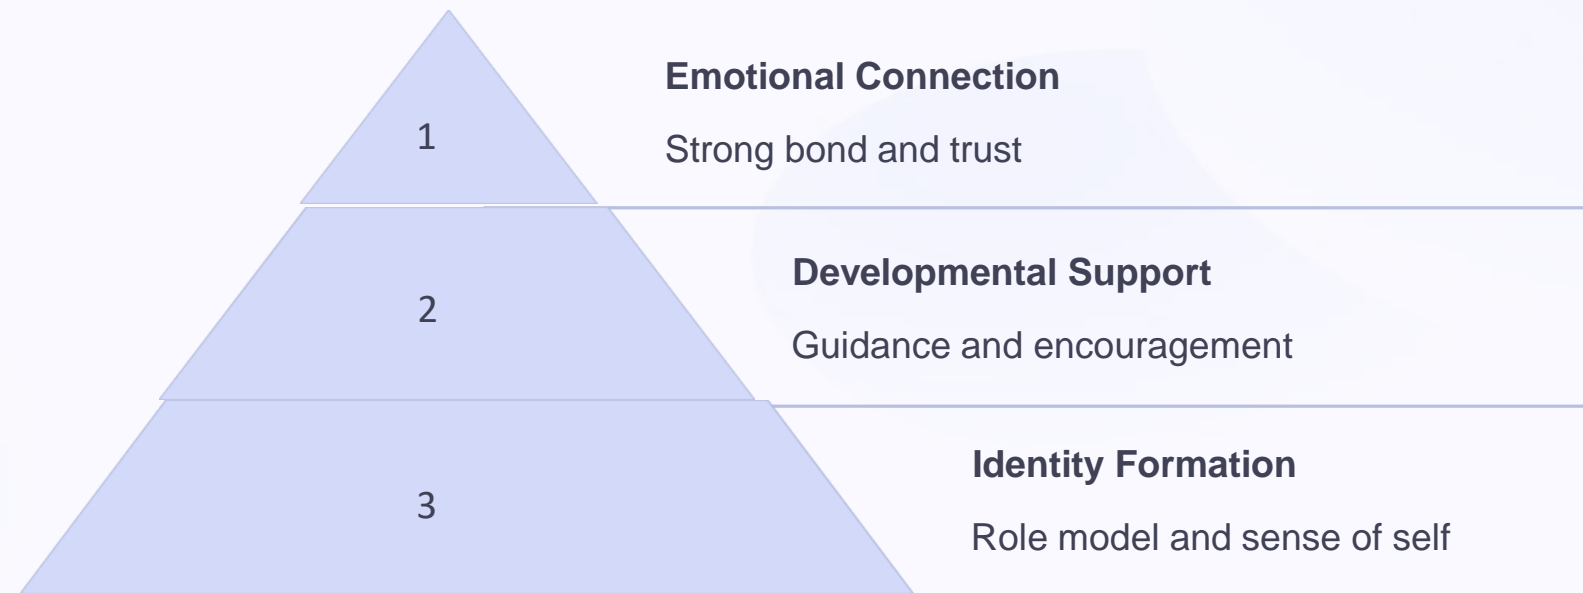 1
Emotional Connection
Strong bond and trust
2
Developmental Support
Guidance and encouragement
3
Identity Formation
Role model and sense of self